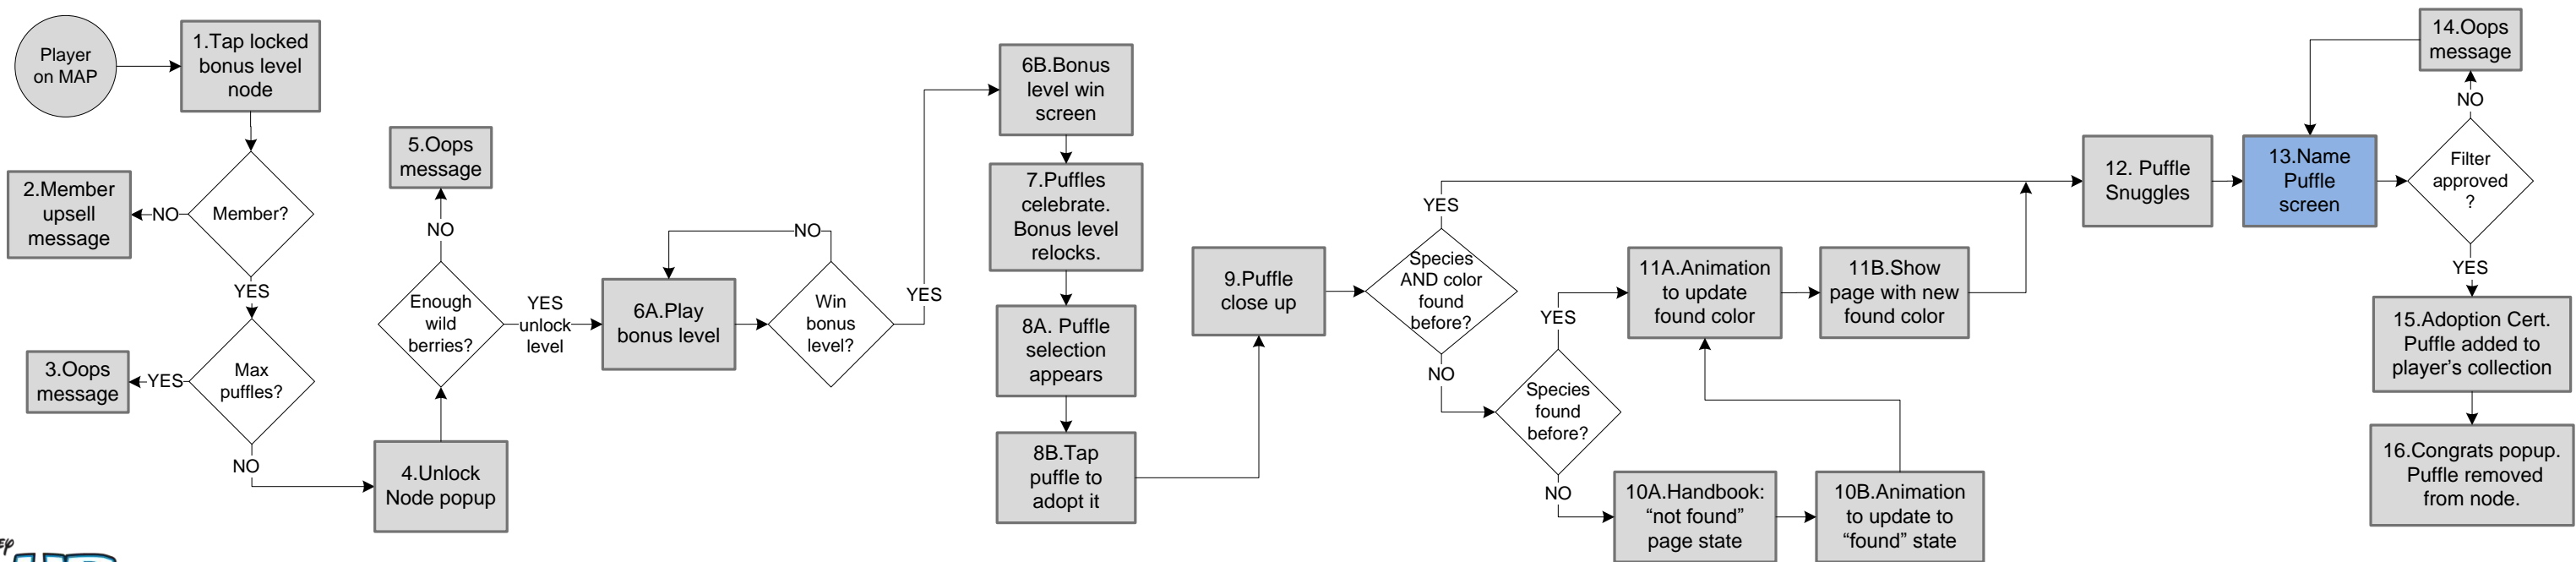 Player
on MAP
1.Tap locked
bonus level
node
Member?
NO
2.Member
upsell
message
YES
Max
puffles?
YES
3.Oops
message
NO
4.Unlock
Node popup
Enough
wild
berries?
NO
5.Oops
message
YES
unlock
level
6A.Play
bonus level
Win
bonus
level?
NO
YES
6B.Bonus
level win
screen
7.Puffles
celebrate.
Bonus level
relocks.
8A. Puffle
selection
appears
8B.Tap
puffle to
adopt it
9.Puffle
close up
Species
AND color
found
before?
YES
NO
Species
found
before?
YES
NO
10A.Handbook:
“not found”
page state
10B.Animation
to update to
“found” state
11A.Animation
to update
found color
11B.Show
page with new
found color
12. Puffle
Snuggles
13.Name
Puffle
screen
Filter
approved
?
NO
14.Oops
message
YES
15.Adoption Cert.
Puffle added to
player’s collection
16.Congrats popup.
Puffle removed
from node.